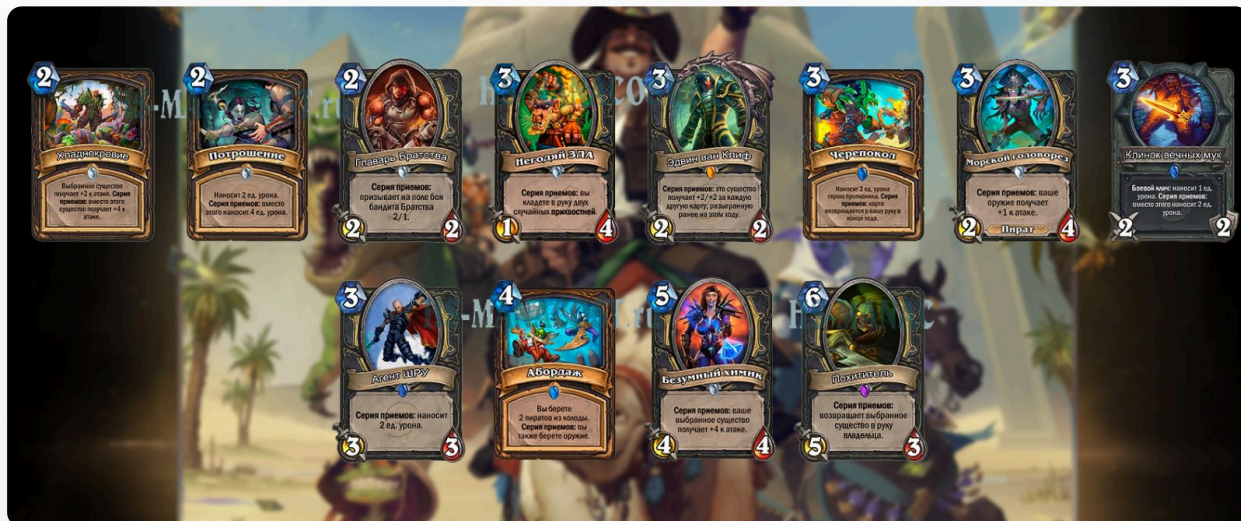 2
Хладнокровие
Выбранное существо
получает +2 к атаке. Серия
приемов: вместо этого
существо получает +4 к
атаке.
2
Потрошение
Наносит 2 ед. урона.
Серия приемов: вместо
этого наносит 4 ед. урона.
2
Главарь Братства
Серия приемов:
призывает на поле боя
бандита Братства
2/1.
2
2
3
Негодяй ЗЛА
Серия приемов: вы
кладете в руку двух
случайных прихвостней.
1
4
3
Эдвин ван Клиф
Серия приемов: это существо
получает +2/+2 за каждую
другую карту, разыгранную
ранее на этом ходу.
2
2
3
Черепокол
Наносит 2 ед. урона
герою противника. Серия
приемов: карта
возвращается в вашу руку в
конце хода.
3
Морской головорез
Серия приемов: ваше
оружие получает
+1 к атаке.
2
Пират
4
3
Клинок вечных мук
Боевой клич: наносит 1 ед.
урона. Серия приемов:
вместо этого наносит 2 ед.
урона.
2
2
3
Агент ШРУ
Серия приемов: наносит
2 ед. урона.
3
3
4
Абордаж
Вы берете
2 пиратов из колоды.
Серия приемов: вы
также берете оружие.
5
Безумный химик
Серия приемов: ваше
выбранное существо
получает +4 к атаке.
4
4
6
Похититель
Серия приемов:
возвращает выбранное
существо в руку
владельца.
5
3